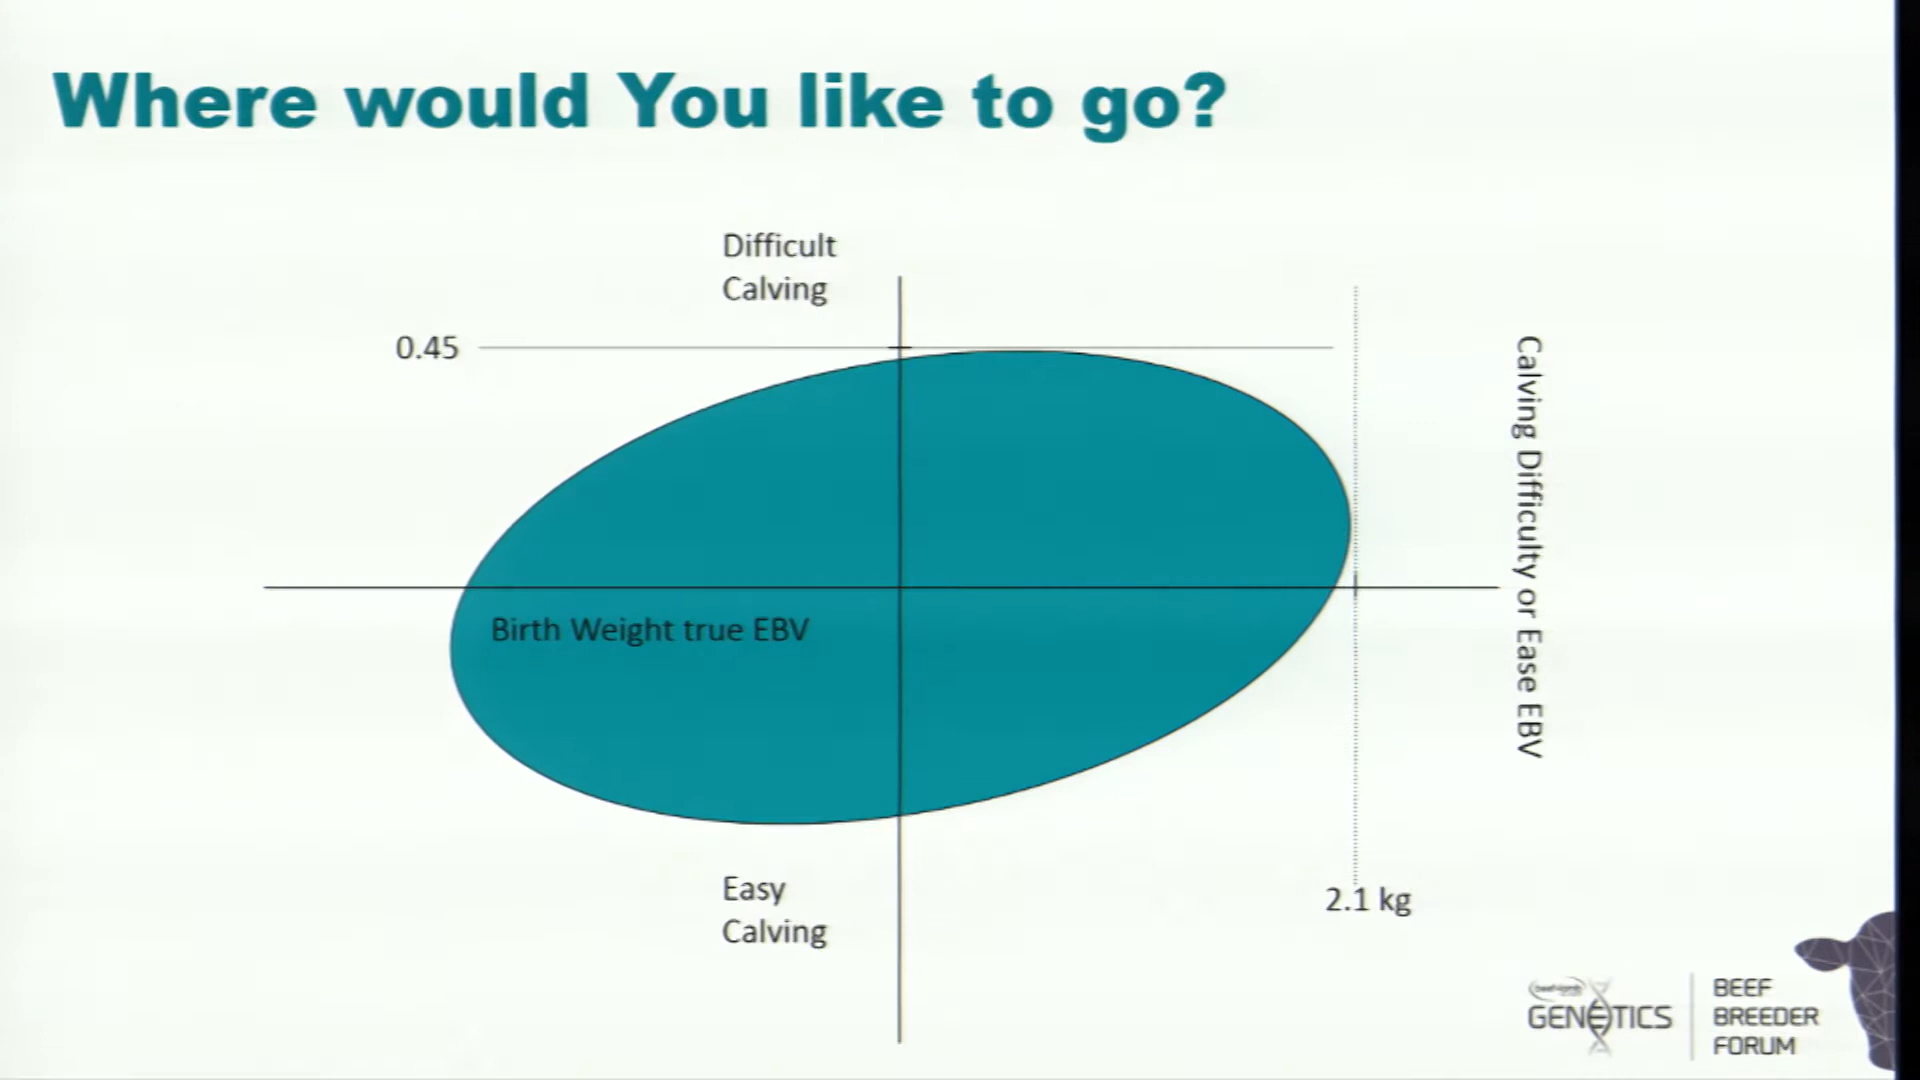 Where would You like to go?
Difficult
Calving
0.45
Calving Difficulty or Ease EBV
Birth Weight true EBV
Easy
Calving
2.1 kg
GENETICS
BEEF
BREEDER
FORUM